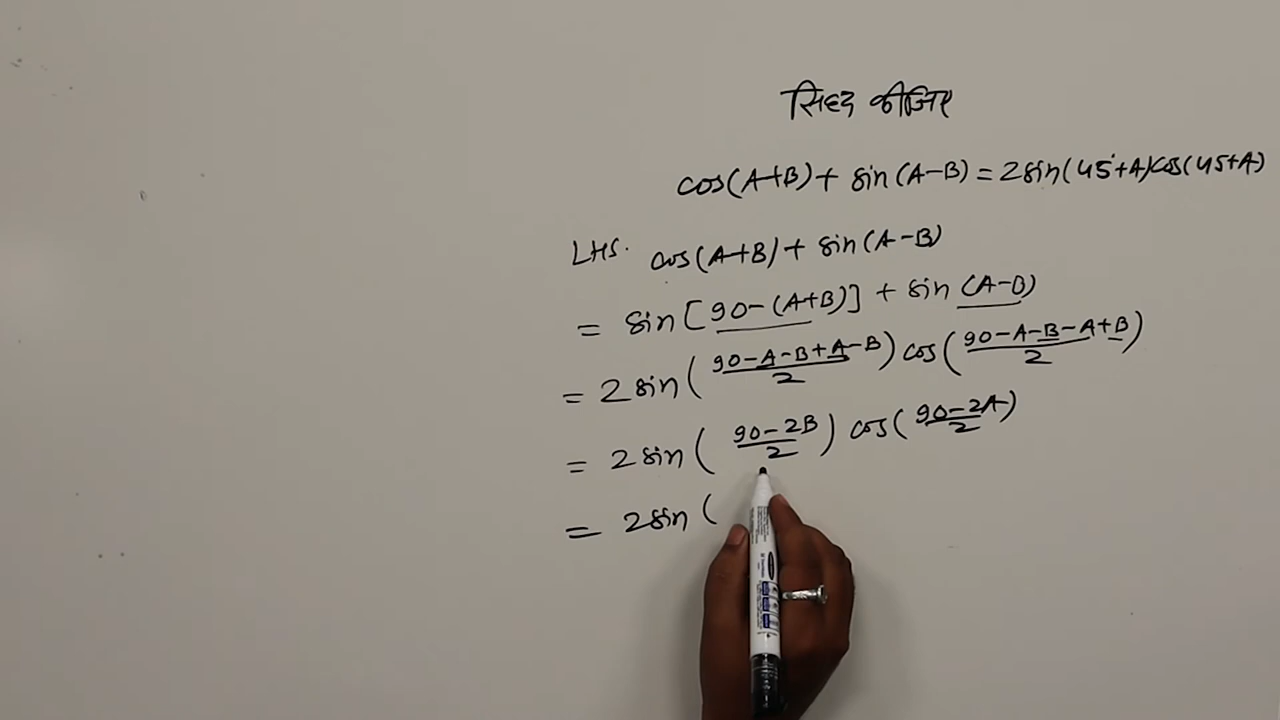 सिद्द कीजिए
cos(A+B)+ sin(A-B)=2sin(45°+A)cos(45+A)
LHS. cos(A+B)+ sin(A-B)
= sin[90-(A+B)] + sin(A-B)
= 2sin((90-A-B+A-B)/2) cos((90-A-B-A+B)/2)
= 2sin((90-2B)/2) cos((90-2A)/2)
= 2sin(